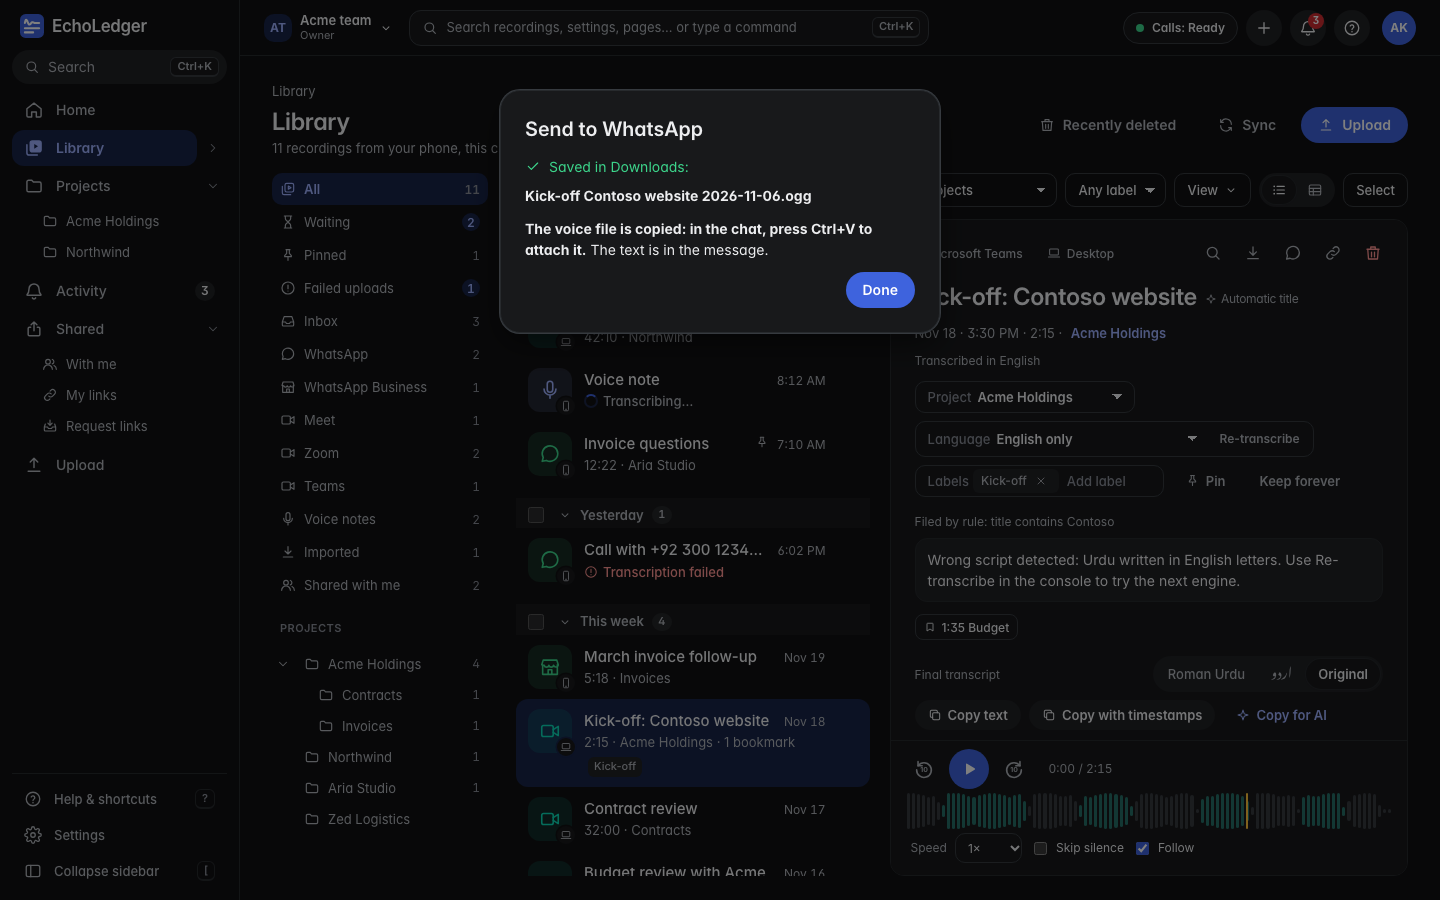 EchoLedger
Search Ctrl+K
Home
Library
Projects
Acme Holdings
Northwind
Activity 3
Shared
With me
My links
Request links
Upload
Help & shortcuts ?
Settings
Collapse sidebar [
AT Acme team
Owner
Search recordings, settings, pages... or type a command Ctrl+K
Calls: Ready
3
AK
Library
Library
11 recordings from your phone, this c
Recently deleted
Sync
Upload
All 11
Waiting 2
Pinned 1
Failed uploads 1
Inbox 3
WhatsApp 2
WhatsApp Business 1
Meet 1
Zoom 2
Teams 1
Voice notes 2
Imported 1
Shared with me 2
PROJECTS
Acme Holdings 4
Contracts 1
Invoices 1
Northwind 1
Aria Studio 1
Zed Logistics
Send to WhatsApp
Saved in Downloads:
Kick-off Contoso website 2026-11-06.ogg
The voice file is copied: in the chat, press Ctrl+V to
attach it. The text is in the message.
Done
ojects
Any label
View
Select
42:10 · Northwind
Voice note 8:12 AM
Transcribing...
Invoice questions 7:10 AM
12:22 · Aria Studio
Yesterday 1
Call with +92 300 1234... 6:02 PM
Transcription failed
This week 4
March invoice follow-up Nov 19
5:18 · Invoices
Kick-off: Contoso website Nov 18
2:15 · Acme Holdings · 1 bookmark
Kick-off
Contract review Nov 17
32:00 · Contracts
Budget review with Acme Nov 16
crosoft Teams
Desktop
ck-off: Contoso website Automatic title
Nov 18 · 3:30 PM · 2:15 · Acme Holdings
Transcribed in English
Project Acme Holdings
Language English only Re-transcribe
Labels Kick-off × Add label Pin Keep forever
Filed by rule: title contains Contoso
Wrong script detected: Urdu written in English letters. Use Re-
transcribe in the console to try the next engine.
1:35 Budget
Final transcript Roman Urdu اردو Original
Copy text Copy with timestamps Copy for AI
10 10 0:00 / 2:15
Speed 1× Skip silence Follow